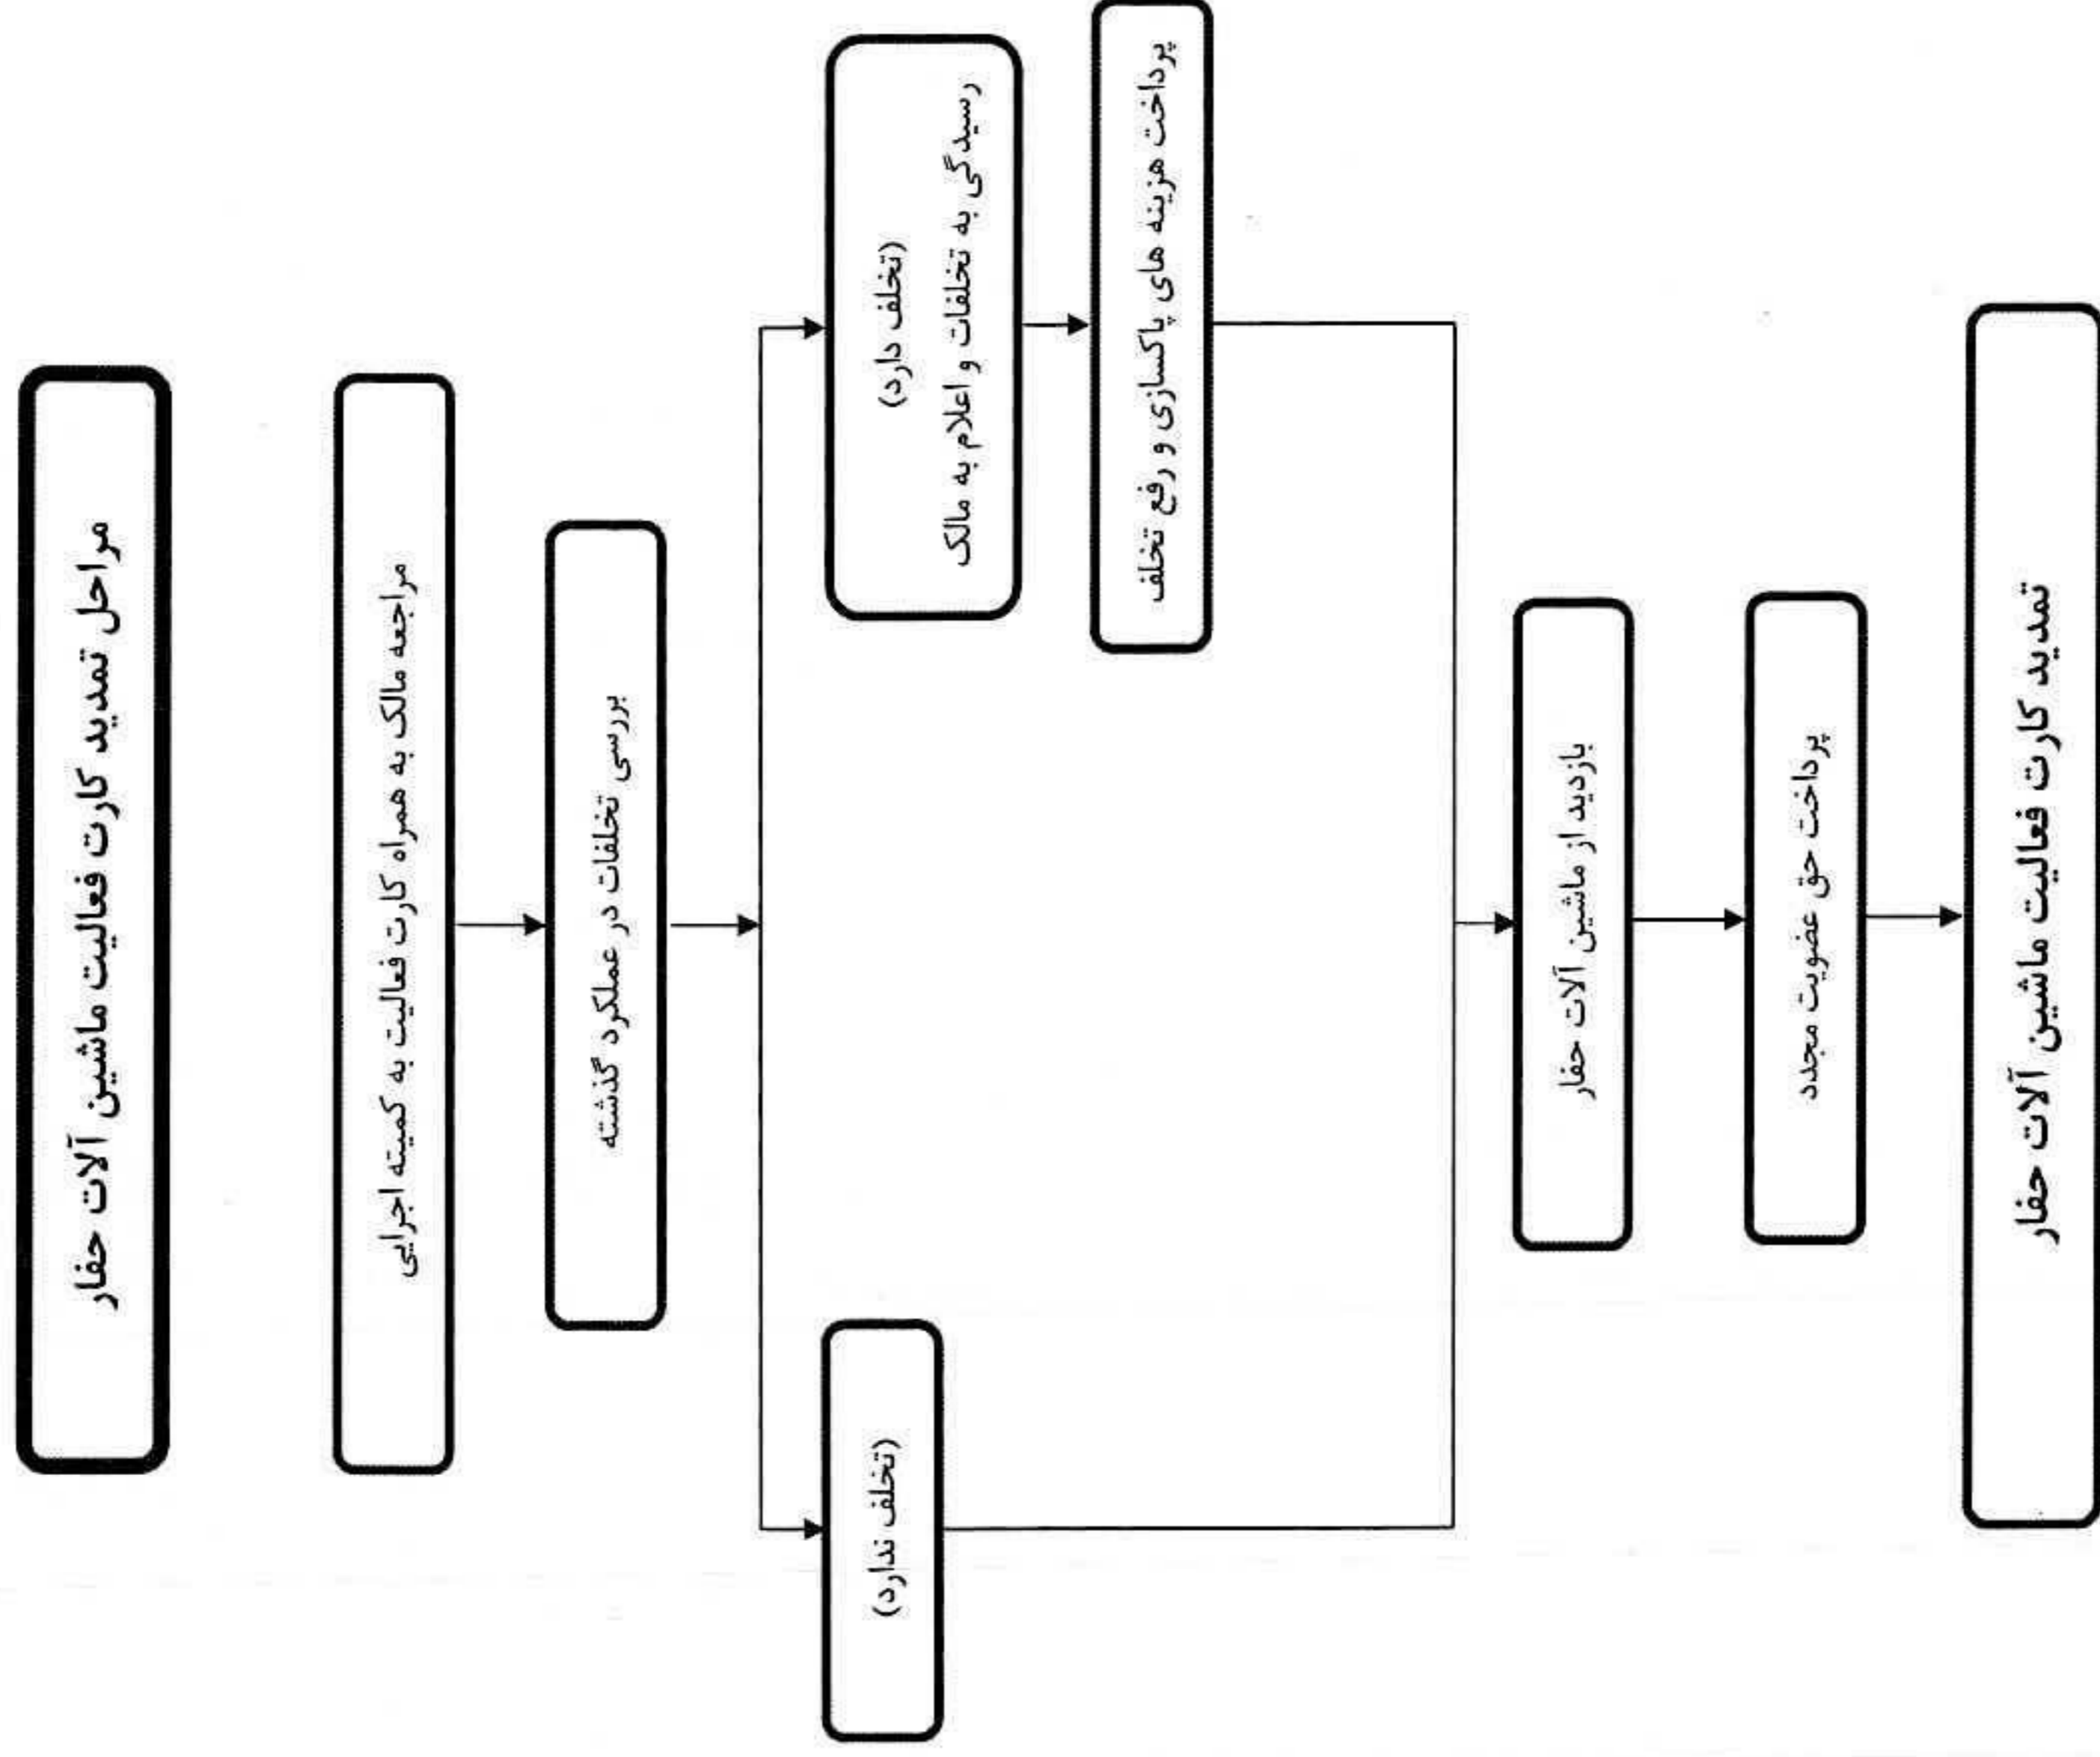 مراحل تمدید کارت فعالیت ماشین آلات حفار
مراجعه مالک به همراه کارت فعالیت به کمیته اجرایی
بررسی تخلفات در عملکرد گذشته
(تخلف دارد)
رسیدگی به تخلفات و اعلام به مالک
پرداخت هزینه های پاکسازی و رفع تخلف
(تخلف ندارد)
بازدید از ماشین آلات حفار
پرداخت حق عضویت مجدد
تمدید کارت فعالیت ماشین آلات حفار